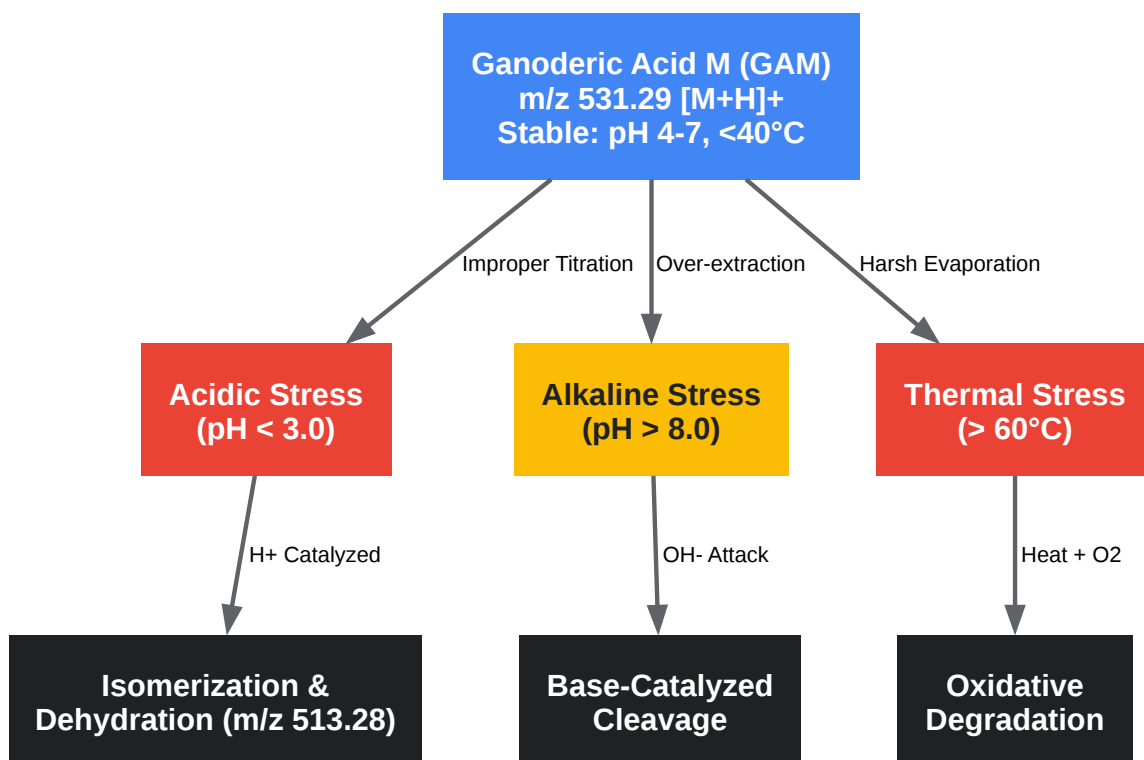 Ganoderic Acid M (GAM)
m/z 531.29 [M+H]+
Stable: pH 4-7, <40°C
Improper Titration
Over-extraction
Harsh Evaporation
Acidic Stress
(pH < 3.0)
Alkaline Stress
(pH > 8.0)
Thermal Stress
(> 60°C)
H+ Catalyzed
OH- Attack
Heat + O2
Isomerization &
Dehydration (m/z 513.28)
Base-Catalyzed
Cleavage
Oxidative
Degradation